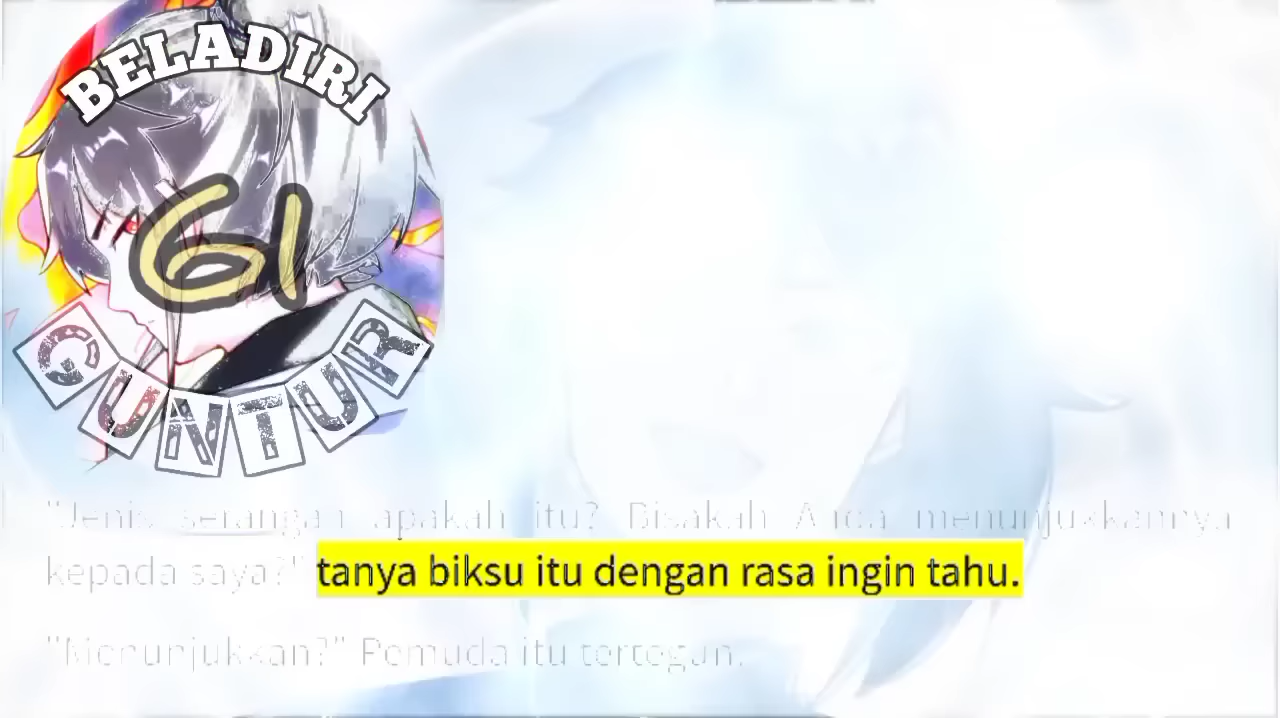 BELADIRI
61
GUNTUR
"Jenis serangan apakah itu? Bisakah Anda menunjukkannya
kepada saya?" tanya biksu itu dengan rasa ingin tahu.
"Menunjukkan?" Pemuda itu tertegun.